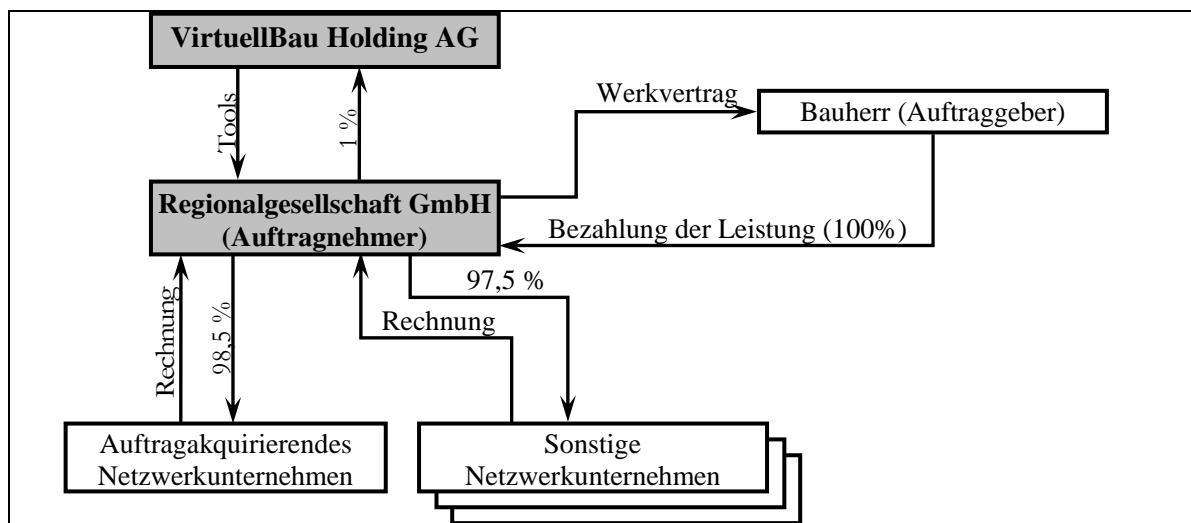 VirtuellBau Holding AG
Werkvertrag
Bauherr (Auftraggeber)
Tools
1 %
Regionalgesellschaft GmbH
(Auftragnehmer)
Bezahlung der Leistung (100%)
97,5 %
Rechnung
Rechnung
98,5 %
Auftragakquirierendes
Netzwerkunternehmen
Sonstige
Netzwerkunternehmen